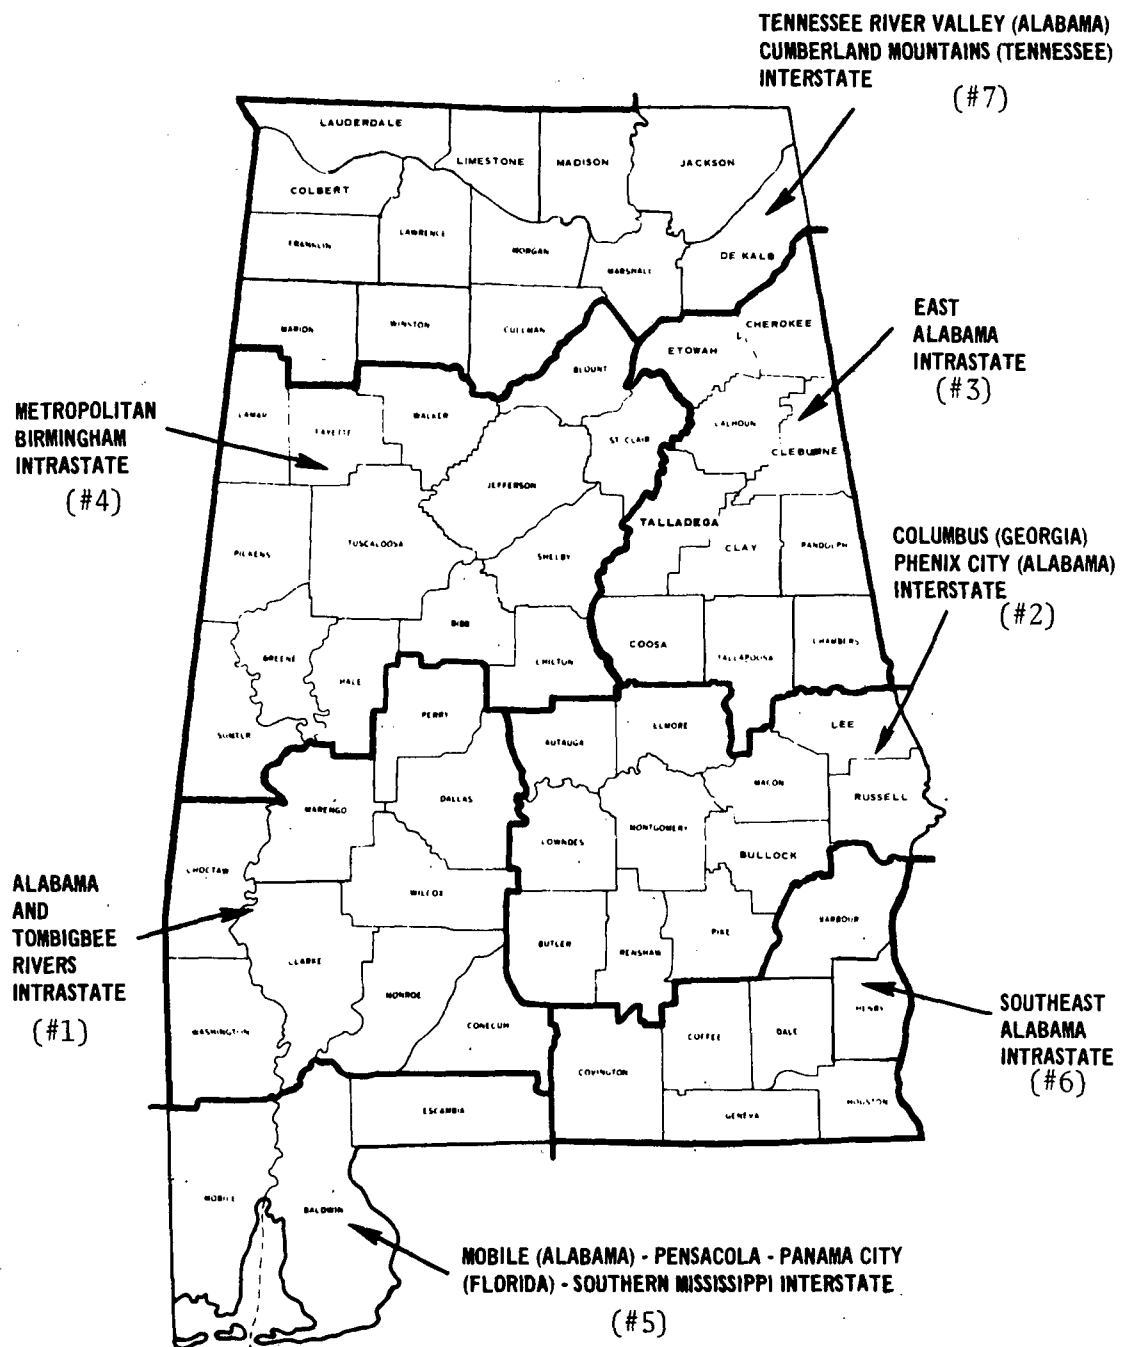 TENNESSEE RIVER VALLEY (ALABAMA)
CUMBERLAND MOUNTAINS (TENNESSEE)
INTERSTATE
(#7)
LAUDERDALE
LIMESTONE
MADISON
JACKSON
COLBERT
FRANKLIN
LAWRENCE
MORGAN
MARSHALL
DE KALB
MARION
WINSTON
CULLMAN
CHEROKEE
EAST
ALABAMA
INTRASTATE
(#3)
ETOWAH
BLOUNT
METROPOLITAN
BIRMINGHAM
INTRASTATE
(#4)
LAMAR
FAYETTE
WALKER
ST CLAIR
CALHOUN
CLEBURNE
JEFFERSON
TALLADEGA
PICKENS
TUSCALOOSA
SHELBY
CLAY
RANDOLPH
COLUMBUS (GEORGIA)
PHENIX CITY (ALABAMA)
INTERSTATE
(#2)
BIBB
GREENE
HALE
CHILTON
COOSA
TALLAPOOSA
CHAMBERS
SUMTER
PERRY
AUTAUGA
ELMORE
LEE
MARENGO
DALLAS
MACON
RUSSELL
LOWNDES
MONTGOMERY
BULLOCK
CHOCTAW
WILCOX
ALABAMA
AND
TOMBIGBEE
RIVERS
INTRASTATE
(#1)
CLARKE
BUTLER
RENSHAW
PIKE
BARBOUR
MONROE
WASHINGTON
CONECUH
COFFEE
DALE
HENRY
SOUTHEAST
ALABAMA
INTRASTATE
(#6)
COVINGTON
ESCAMBIA
GENEVA
HOUSTON
MOBILE
BALDWIN
MOBILE (ALABAMA) - PENSACOLA - PANAMA CITY
(FLORIDA) - SOUTHERN MISSISSIPPI INTERSTATE
(#5)